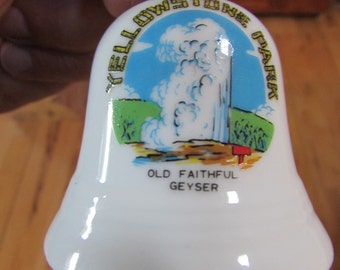 YELLOWSTONE PARK
OLD FAITHFUL
GEYSER